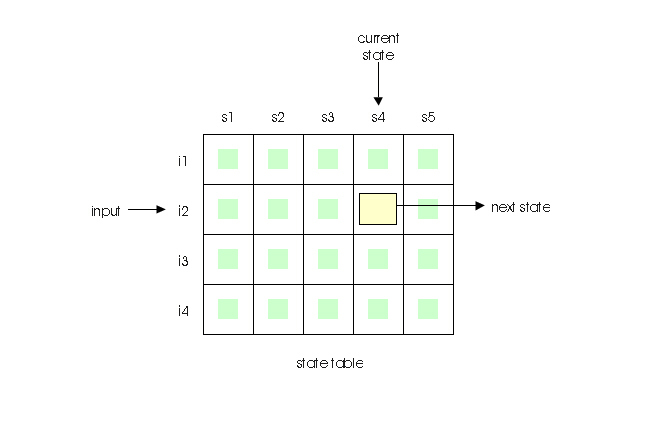 current
state
s1 s2 s3 s4 s5
i1
input i2 next state
i3
i4
state table